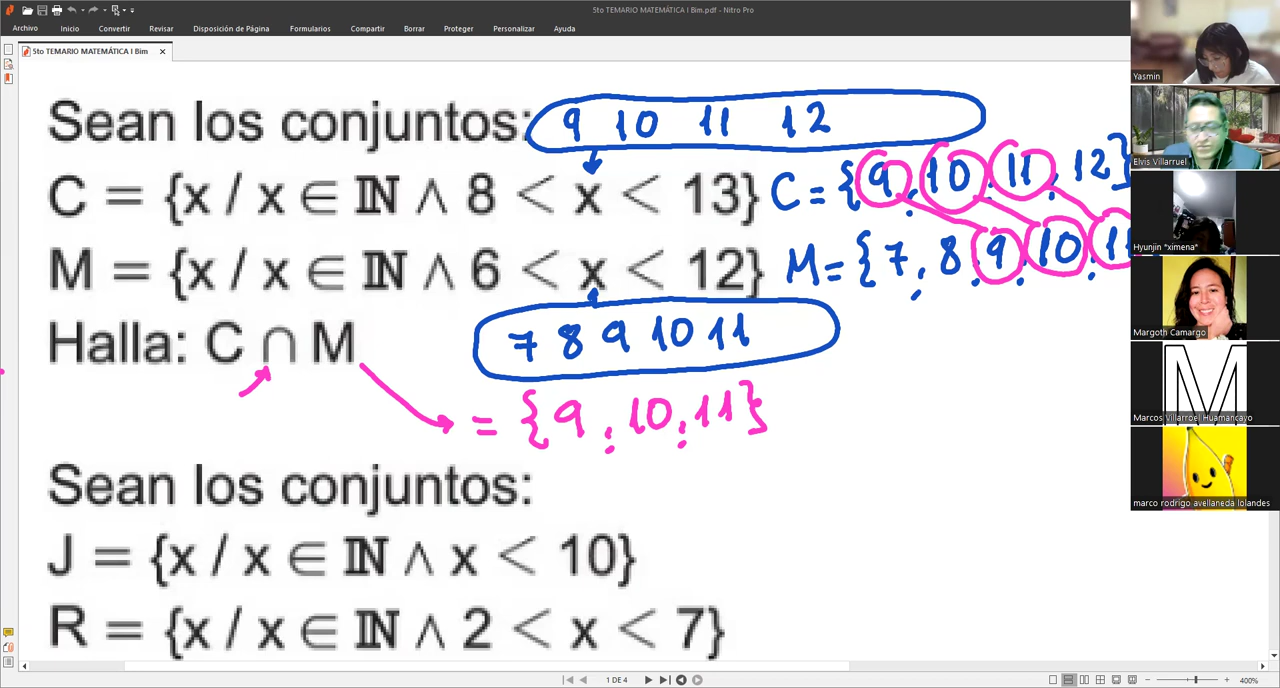 5to TEMARIO MATEMÁTICA I Bim.pdf - Nitro Pro
Archivo Inicio Convertir Revisar Disposición de Página Formularios Compartir Borrar Proteger Personalizar Ayuda
5to TEMARIO MATEMÁTICA I Bim
Sean los conjuntos: 9 10 11 12
C = {x / x ∈ ℕ ∧ 8 < x < 13} C = {9, 10, 11, 12}
M = {x / x ∈ ℕ ∧ 6 < x < 12} M = {7, 8, 9, 10, 11
Halla: C ∩ M 7 8 9 10 11
= {9, 10, 11}
Sean los conjuntos:
J = {x / x ∈ ℕ ∧ x < 10}
R = {x / x ∈ ℕ ∧ 2 < x < 7}
Yasmin
Elvis Villarruel
Hyunjin *ximena*
Margoth Camargo
M
Marcos Villarroel Huamancayo
marco rodrigo avellaneda lolandes
1 DE 4
400%